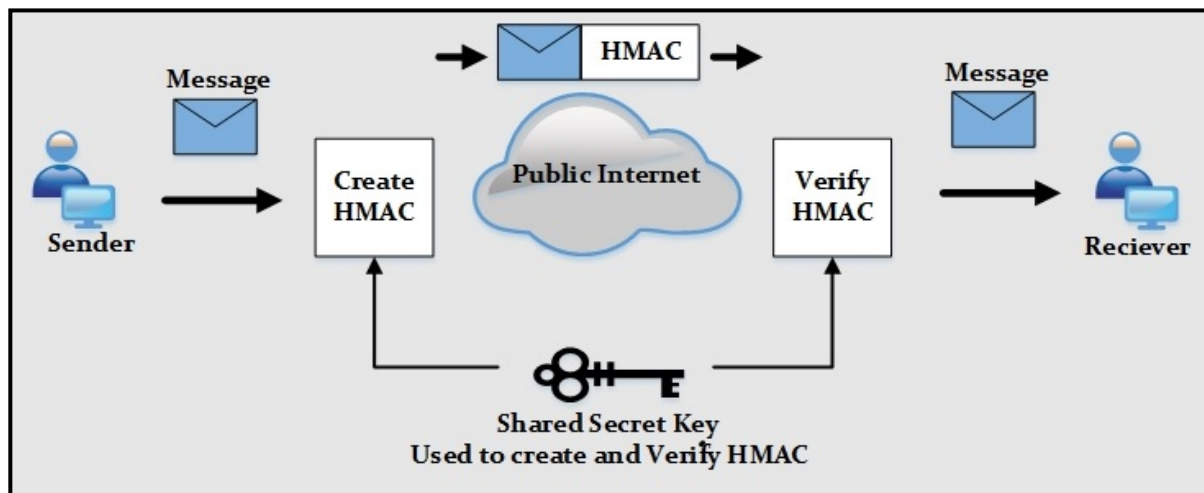 HMAC
Message
Message
Public Internet
Create
HMAC
Verify
HMAC
Sender
Reciever
Shared Secret Key
Used to create and Verify HMAC